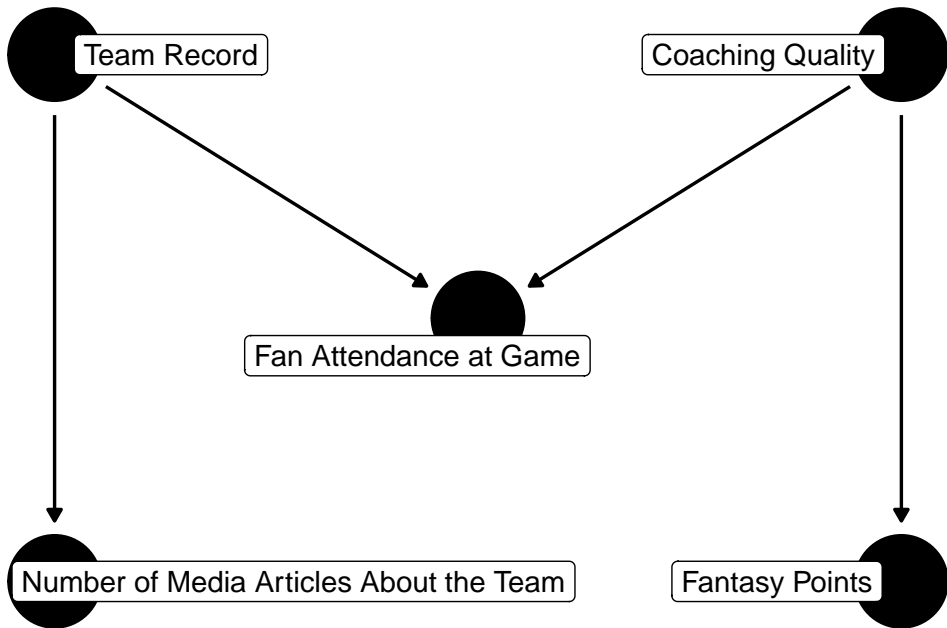 Team Record
Coaching Quality
Fan Attendance at Game
Number of Media Articles About the Team
Fantasy Points